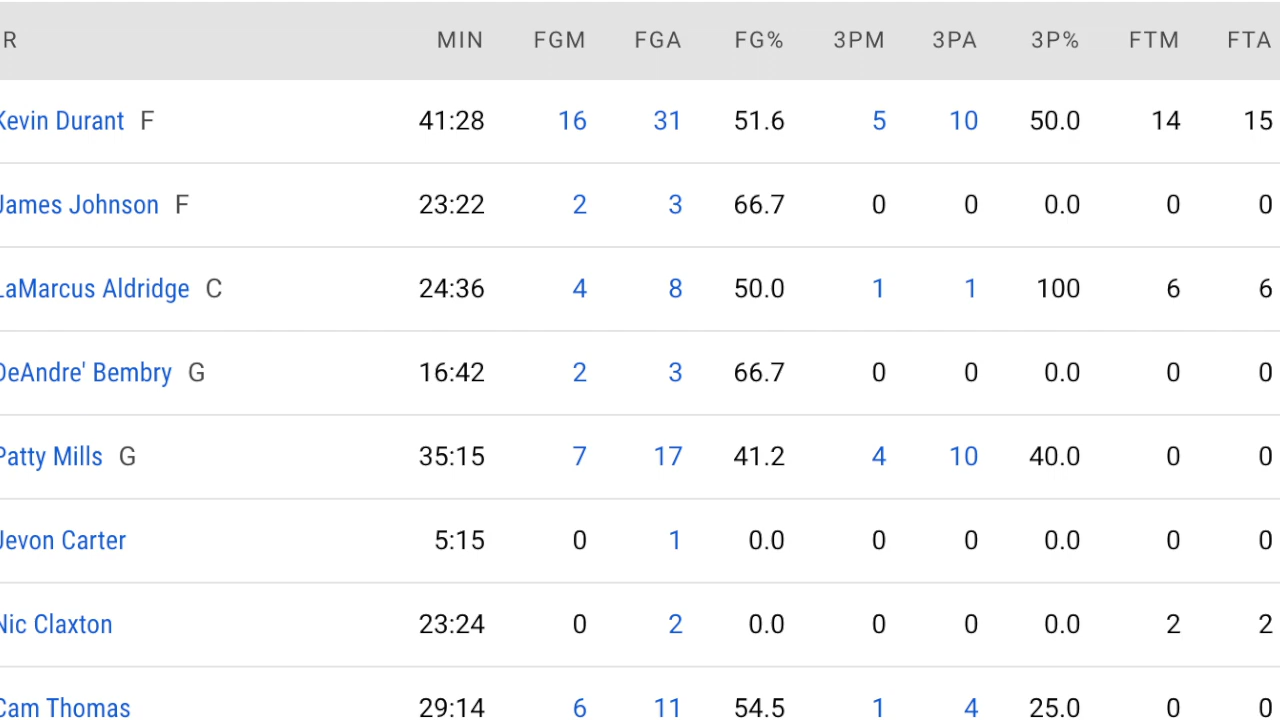 R MIN FGM FGA FG% 3PM 3PA 3P% FTM FTA
Kevin Durant F 41:28 16 31 51.6 5 10 50.0 14 15
James Johnson F 23:22 2 3 66.7 0 0 0.0 0 0
LaMarcus Aldridge C 24:36 4 8 50.0 1 1 100 6 6
DeAndre' Bembry G 16:42 2 3 66.7 0 0 0.0 0 0
Patty Mills G 35:15 7 17 41.2 4 10 40.0 0 0
Jevon Carter 5:15 0 1 0.0 0 0 0.0 0 0
Nic Claxton 23:24 0 2 0.0 0 0 0.0 2 2
Cam Thomas 29:14 6 11 54.5 1 4 25.0 0 0